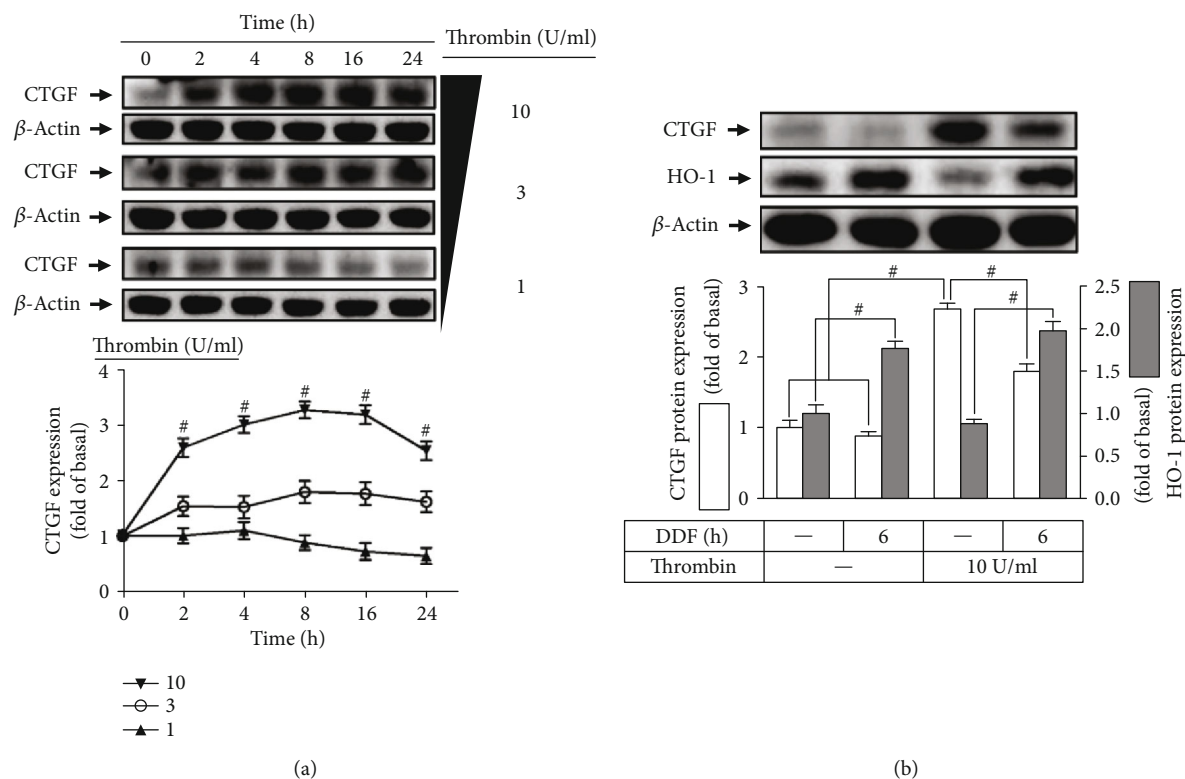 Time (h)
Thrombin (U/ml)
0 2 4 8 16 24
CTGF
β-Actin
10
CTGF
β-Actin
3
CTGF
β-Actin
1
Thrombin (U/ml)
4
3
2
1
0
CTGF expression
(fold of basal)
# # # # # #
0 2 4 8 16 24
Time (h)
10
3
1
(a)
CTGF
HO-1
β-Actin
# #
# #
3
2
1
0
CTGF protein expression
(fold of basal)
2.5
2.0
1.5
1.0
0.5
0.0
(fold of basal)
HO-1 protein expression
DDF (h) — 6 — 6
Thrombin — 10 U/ml
(b)